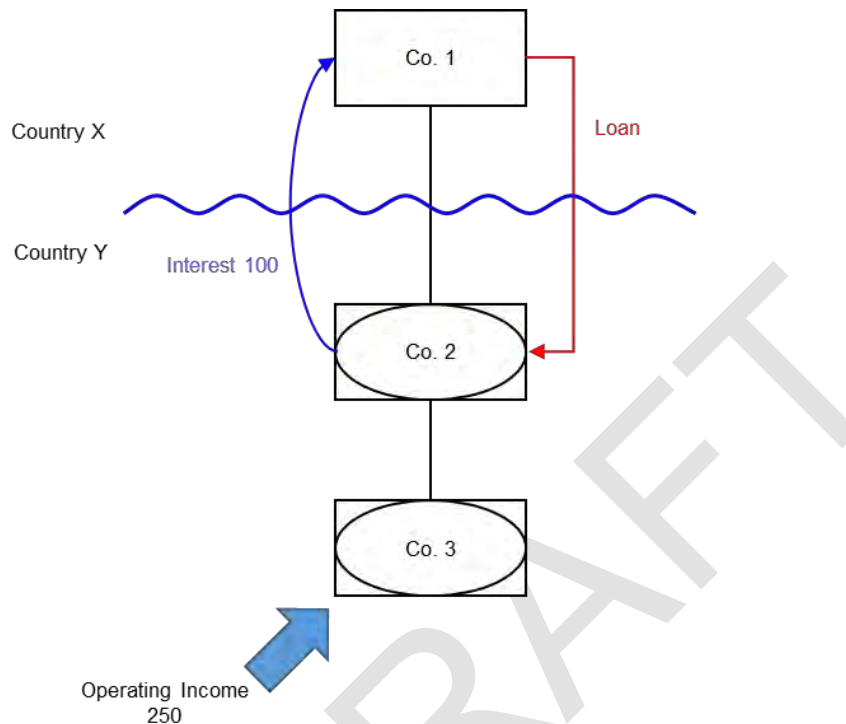 Co. 1
Country X
Loan
Country Y
Interest 100
Co. 2
Co. 3
Operating Income
250
DRAFT